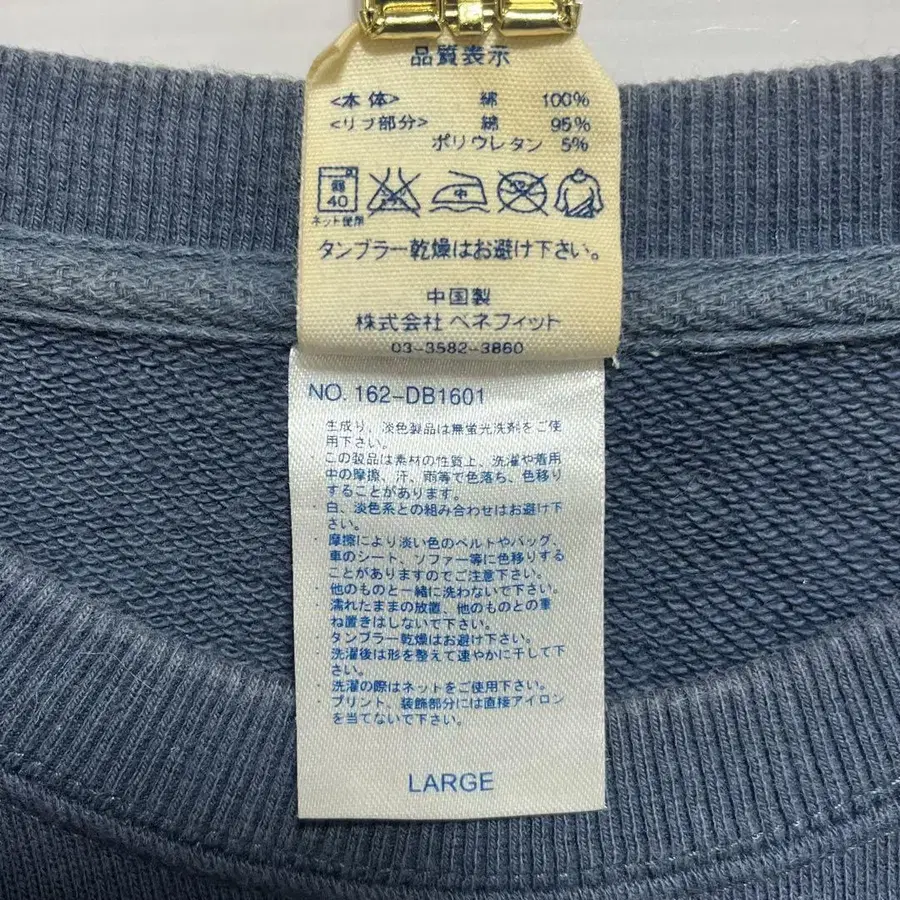 品質表示
<本体> 綿 100%
<リブ部分> 綿 95%
ポリウレタン 5%
弱 40 中
ネット使用
タンブラー乾燥はお避け下さい。
中国製
株式会社 ベネフィット
03-3582-3860
NO. 162-DB1601
生成り、淡色製品は無蛍光洗剤をご使
用下さい。
・この製品は素材の性質上、洗濯や着用
中の摩擦、汗、雨等で色落ち、色移り
することがあります。
・白、淡色系との組み合わせはお避け下
さい。
・摩擦により淡い色のベルトやバッグ、
車のシート、ソファー等に色移りする
ことがありますのでご注意下さい。
・他のものと一緒に洗わないで下さい。
・濡れたままの放置、他のものとの重
ね置きはしないで下さい。
・タンブラー乾燥はお避け下さい。
・洗濯後は形を整えて速やかに干して下
さい。
・洗濯の際はネットをご使用下さい。
・プリント、装飾部分には直接アイロン
を当てないで下さい。
LARGE